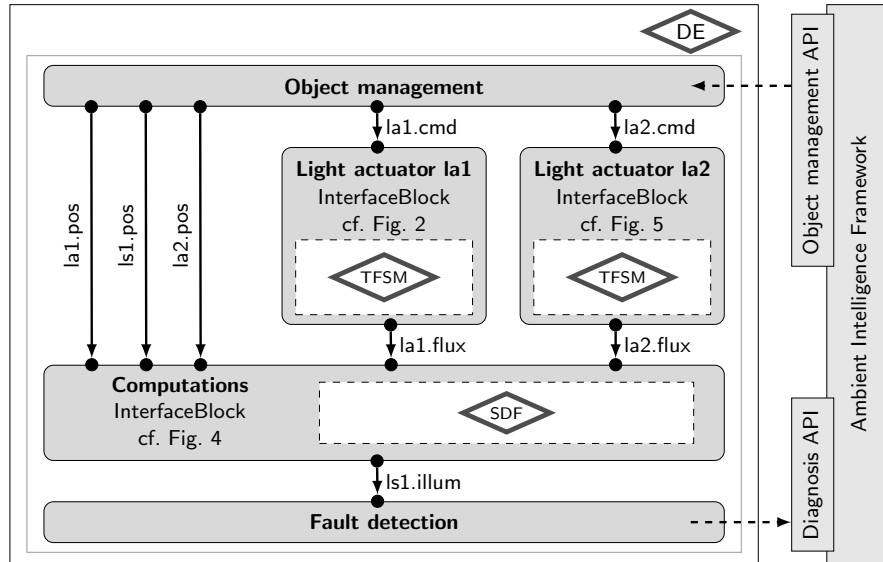 DE
Object management
la1.cmd
la2.cmd
la1.pos
ls1.pos
la2.pos
Light actuator la1
InterfaceBlock
cf. Fig. 2
TFSM
Light actuator la2
InterfaceBlock
cf. Fig. 5
TFSM
la1.flux
la2.flux
Computations
InterfaceBlock
cf. Fig. 4
SDF
ls1.illum
Fault detection
Object management API
Diagnosis API
Ambient Intelligence Framework